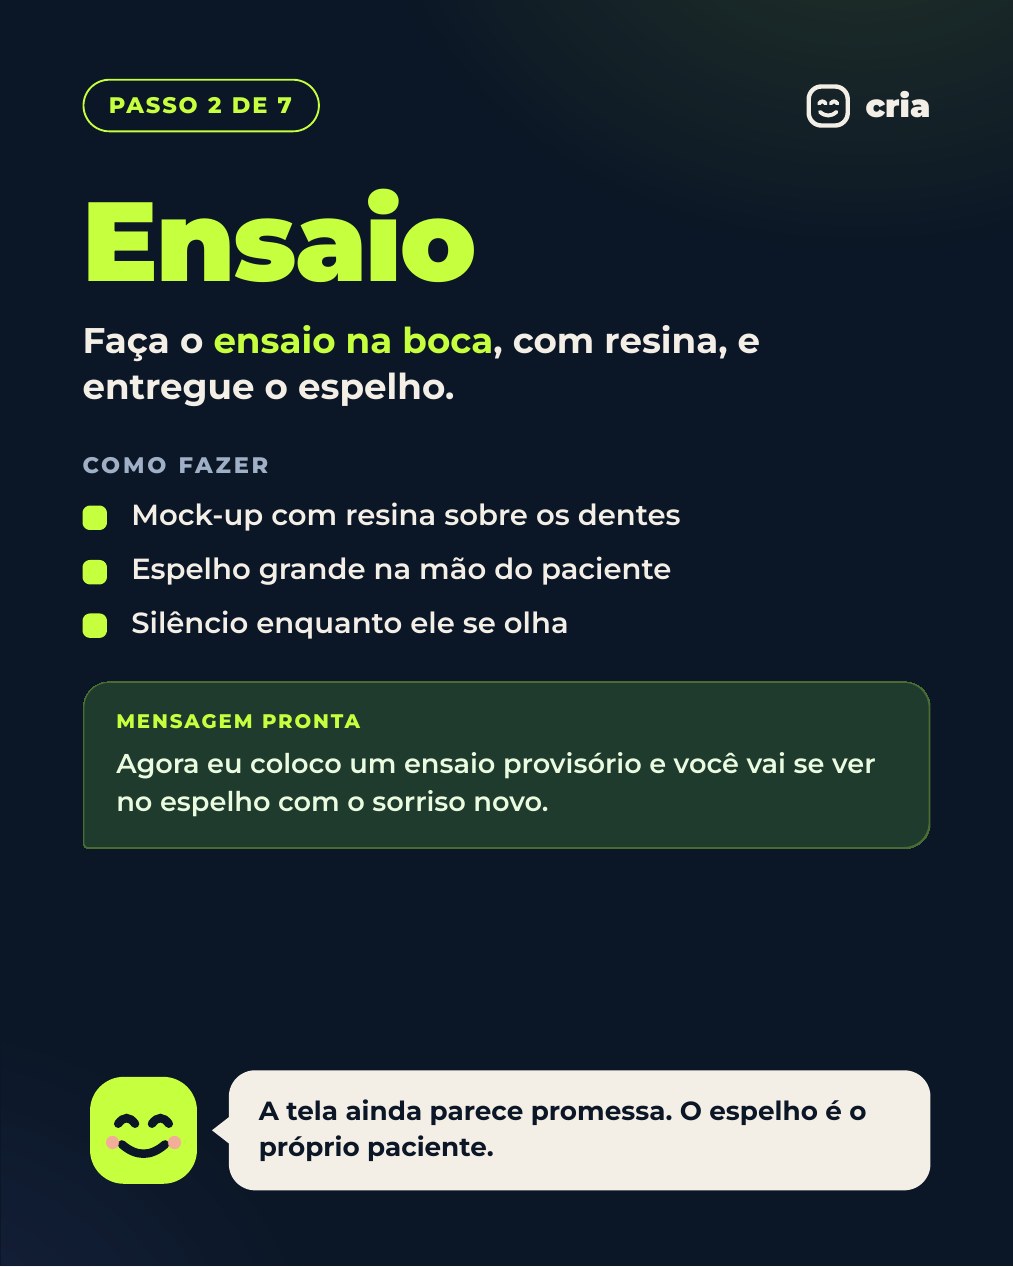 PASSO 2 DE 7
cria
Ensaio
Faça o ensaio na boca, com resina, e
entregue o espelho.
COMO FAZER
Mock-up com resina sobre os dentes
Espelho grande na mão do paciente
Silêncio enquanto ele se olha
MENSAGEM PRONTA
Agora eu coloco um ensaio provisório e você vai se ver
no espelho com o sorriso novo.
A tela ainda parece promessa. O espelho é o
próprio paciente.